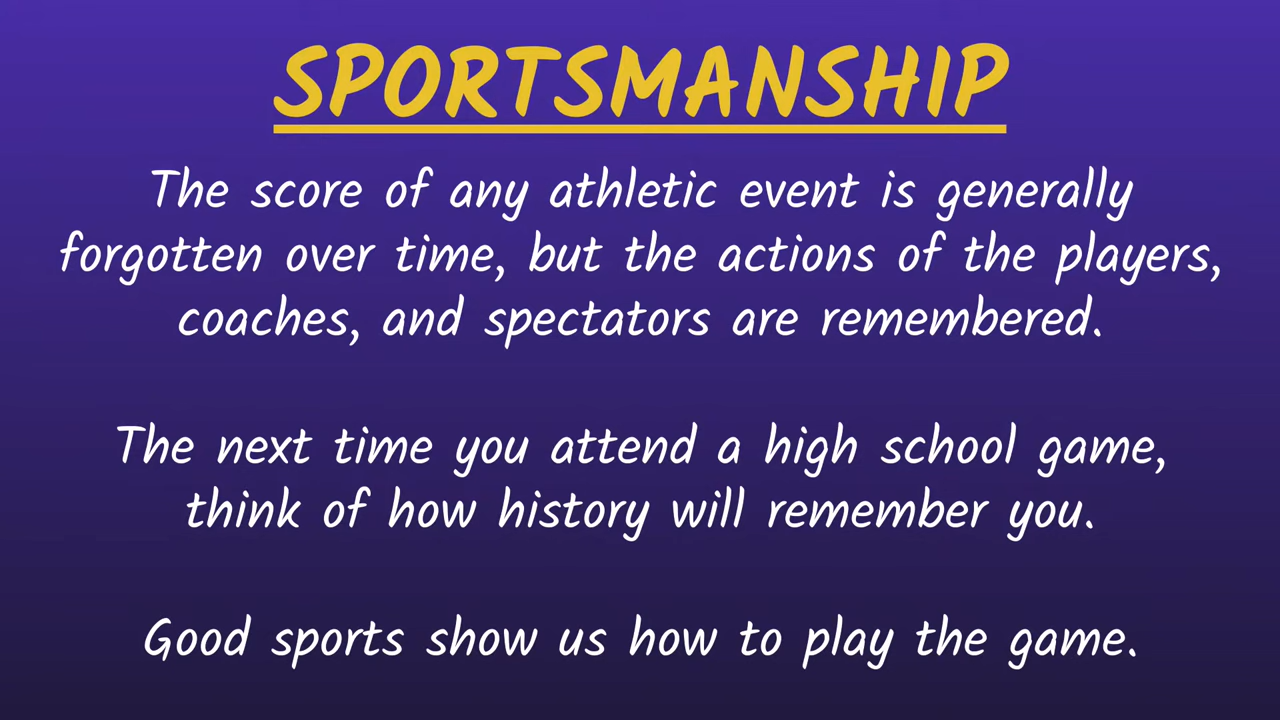 SPORTSMANSHIP
The score of any athletic event is generally
forgotten over time, but the actions of the players,
coaches, and spectators are remembered.
The next time you attend a high school game,
think of how history will remember you.
Good sports show us how to play the game.